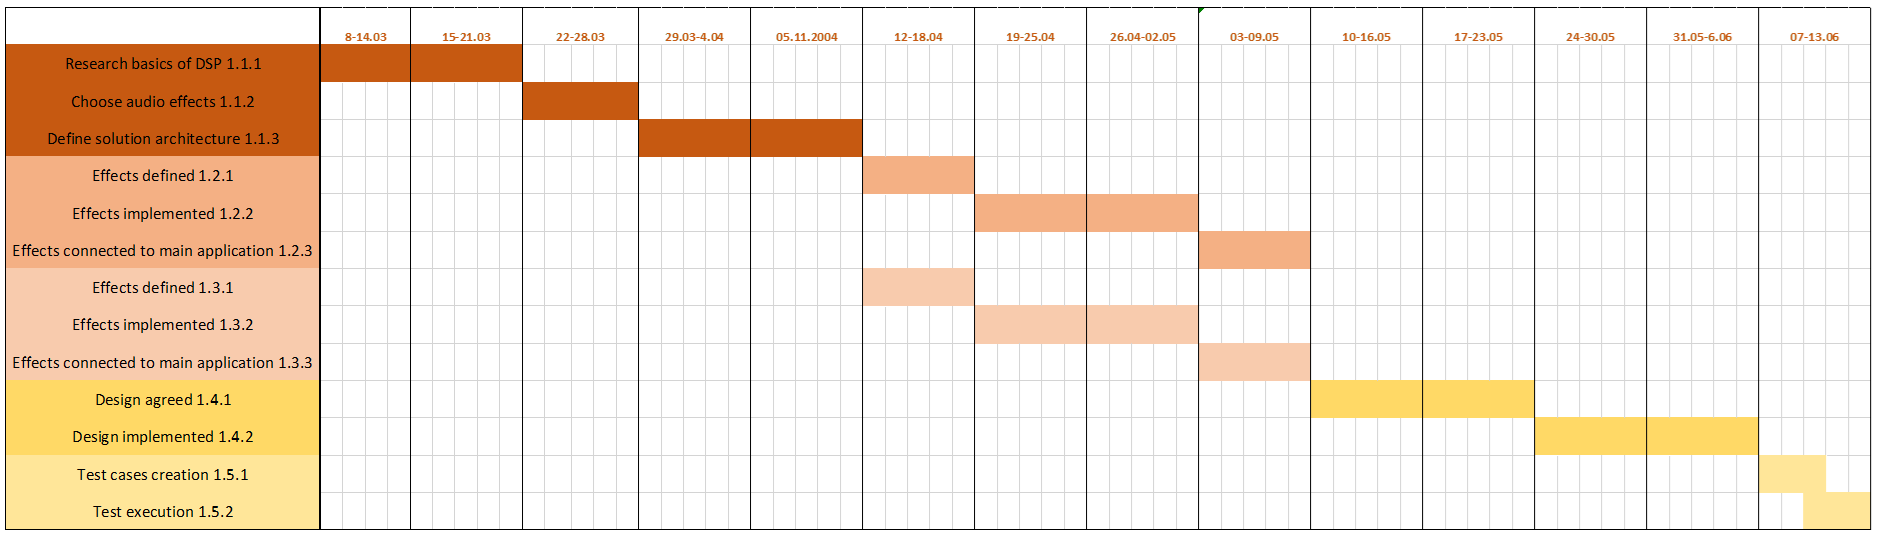 8-14.03 15-21.03 22-28.03 29.03-4.04 05.11.2004 12-18.04 19-25.04 26.04-02.05 03-09.05 10-16.05 17-23.05 24-30.05 31.05-6.06 07-13.06
Research basics of DSP 1.1.1
Choose audio effects 1.1.2
Define solution architecture 1.1.3
Effects defined 1.2.1
Effects implemented 1.2.2
Effects connected to main application 1.2.3
Effects defined 1.3.1
Effects implemented 1.3.2
Effects connected to main application 1.3.3
Design agreed 1.4.1
Design implemented 1.4.2
Test cases creation 1.5.1
Test execution 1.5.2